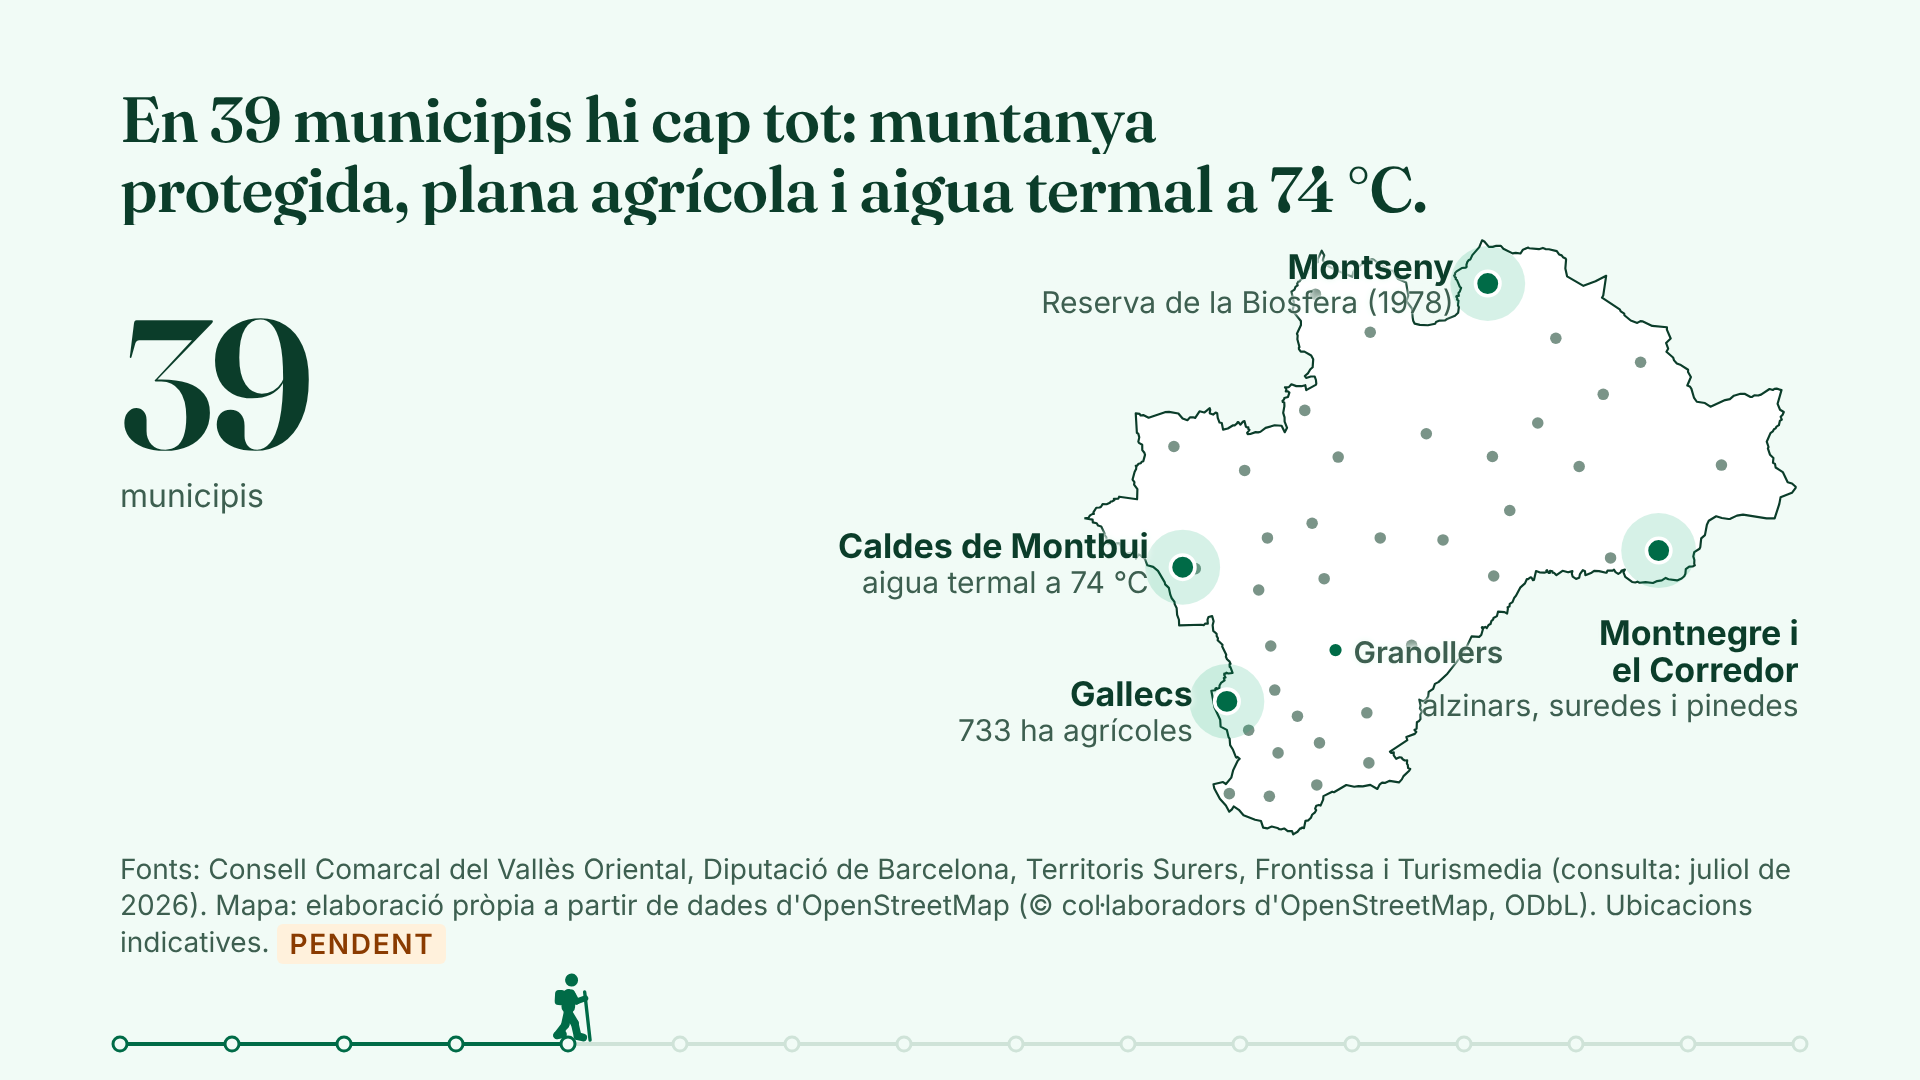 En 39 municipis hi cap tot: muntanya
protegida, plana agrícola i aigua termal a 74 °C.
39
municipis
Montseny
Reserva de la Biosfera (1978)
Caldes de Montbui
aigua termal a 74 °C
Gallecs
733 ha agrícoles
Granollers
Montnegre i
el Corredor
alzinars, suredes i pinedes
Fonts: Consell Comarcal del Vallès Oriental, Diputació de Barcelona, Territoris Surers, Frontissa i Turismedia (consulta: juliol de
2026). Mapa: elaboració pròpia a partir de dades d'OpenStreetMap (© col·laboradors d'OpenStreetMap, ODbL). Ubicacions
indicatives. PENDENT